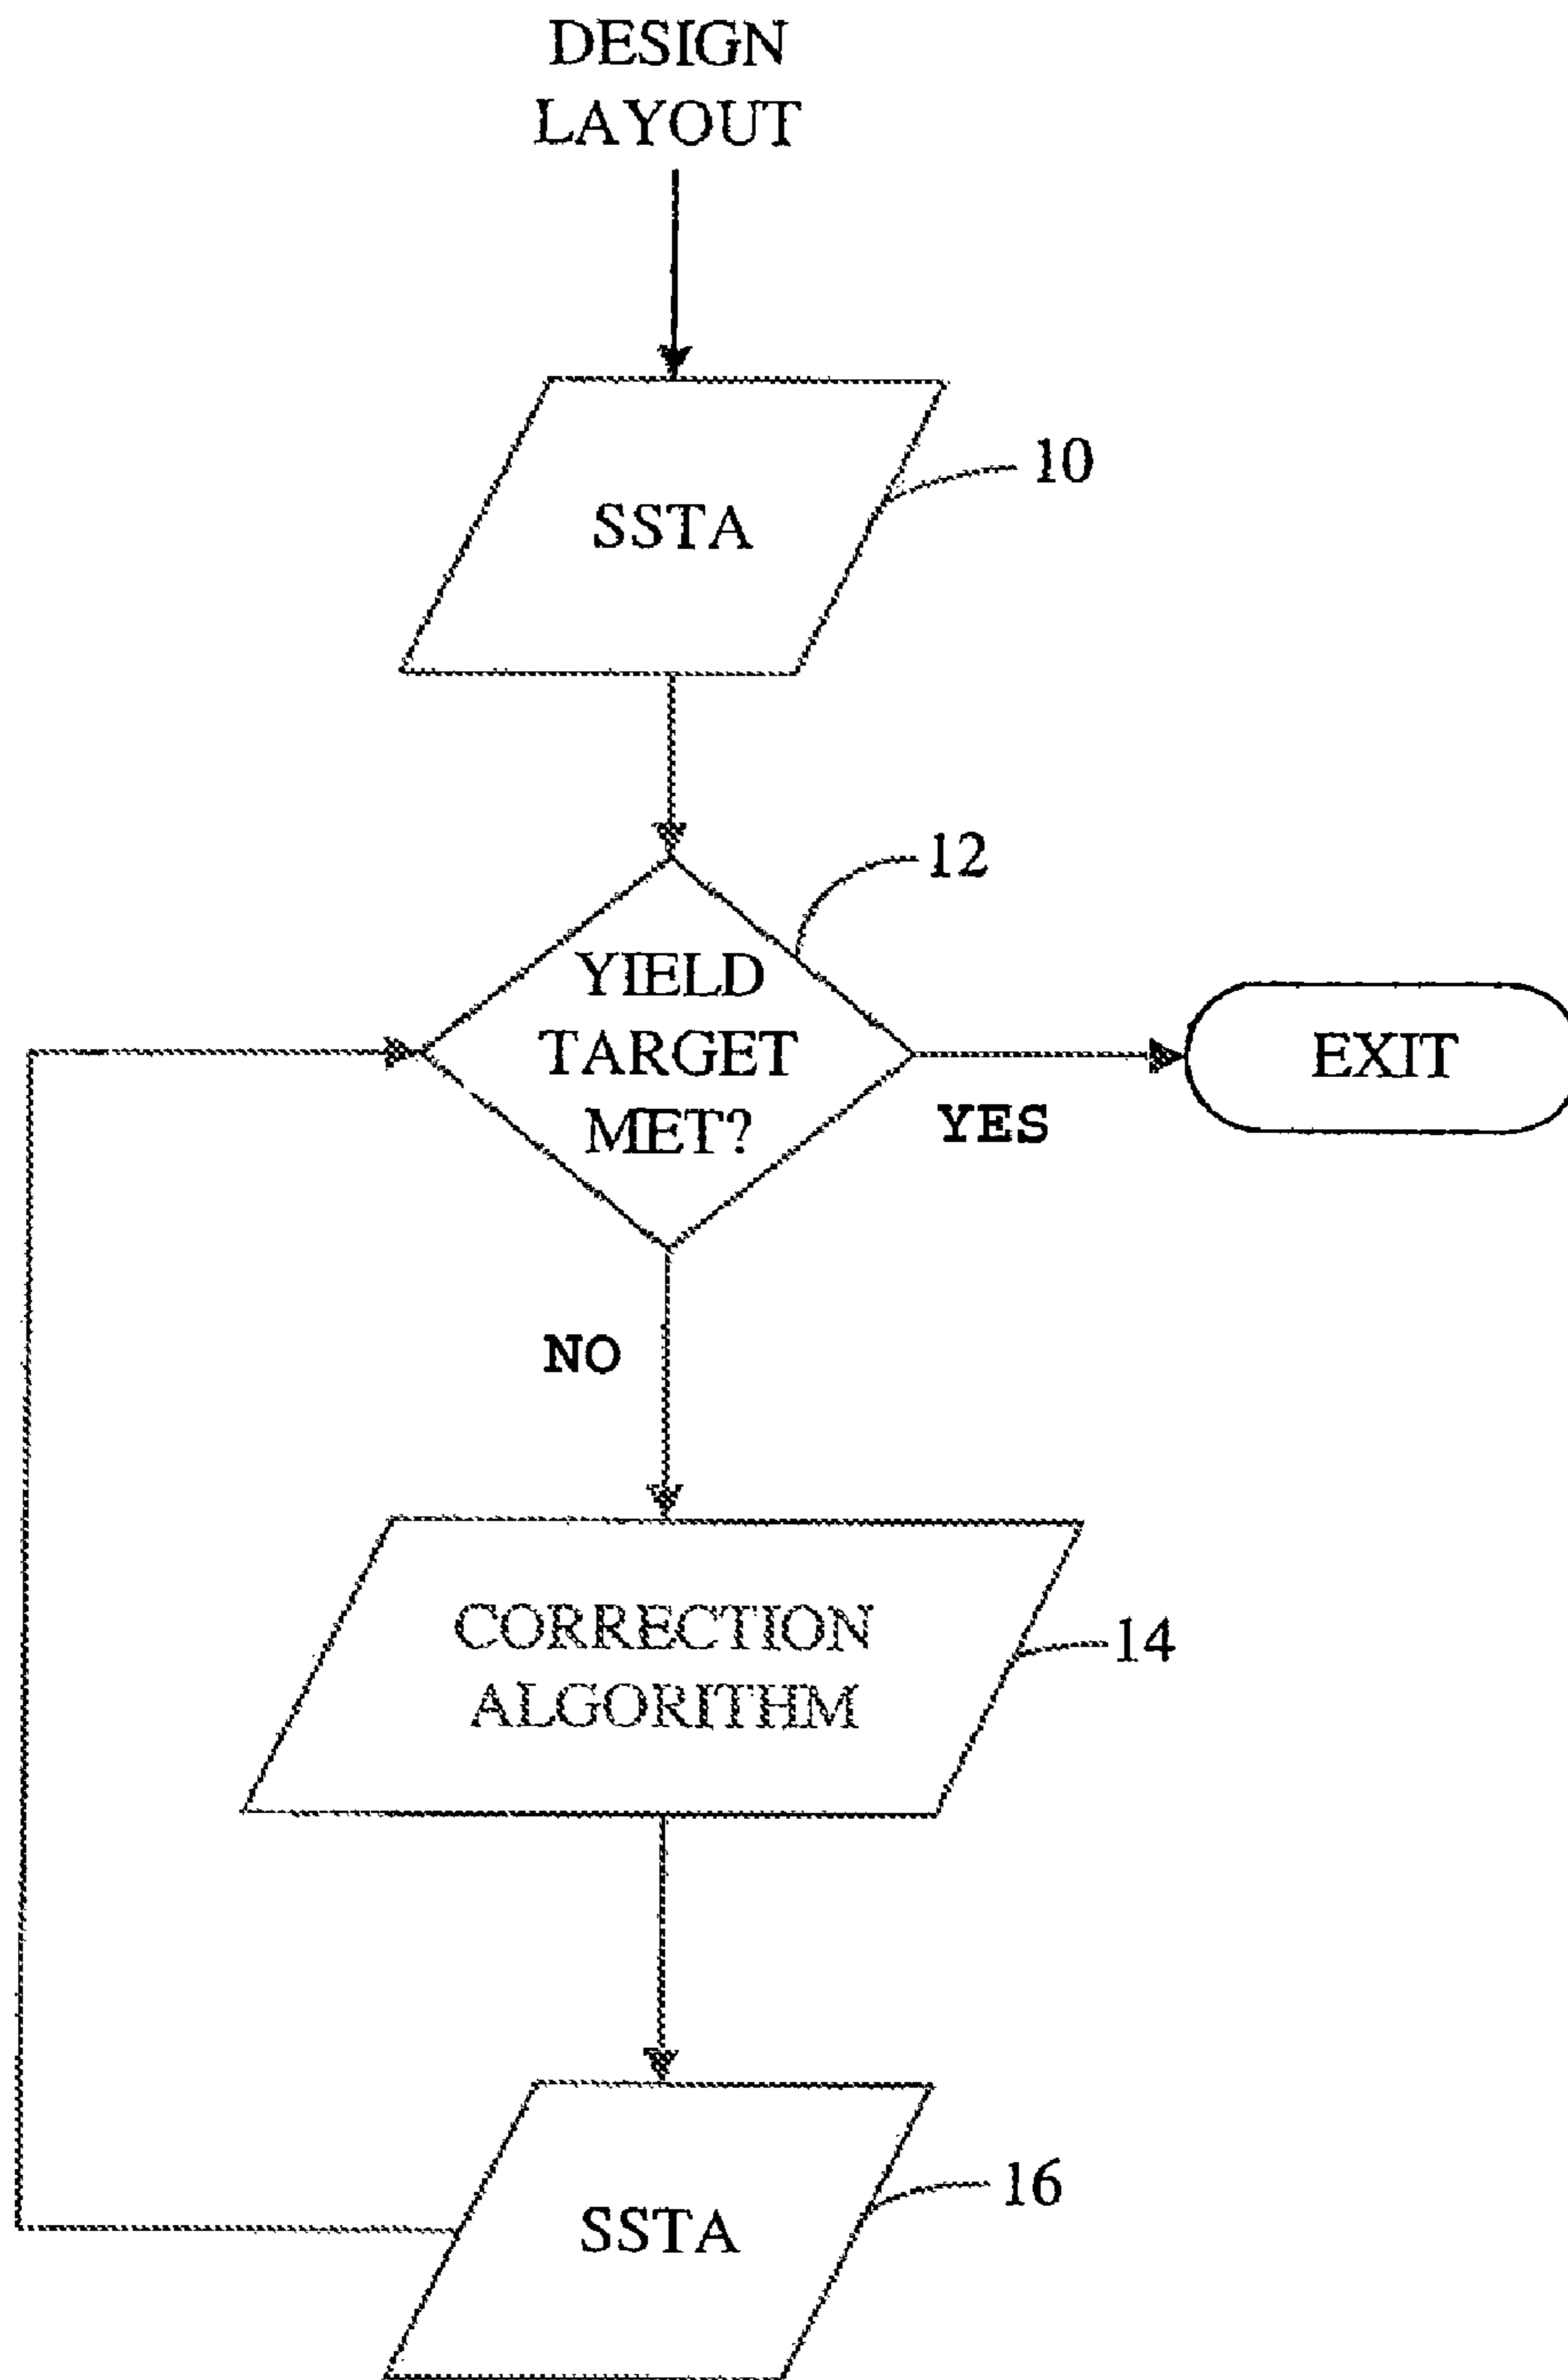 DESIGN
LAYOUT
SSTA
10
12
YIELD
TARGET
MET?
YES
EXIT
NO
CORRECTION
ALGORITHM
14
SSTA
16